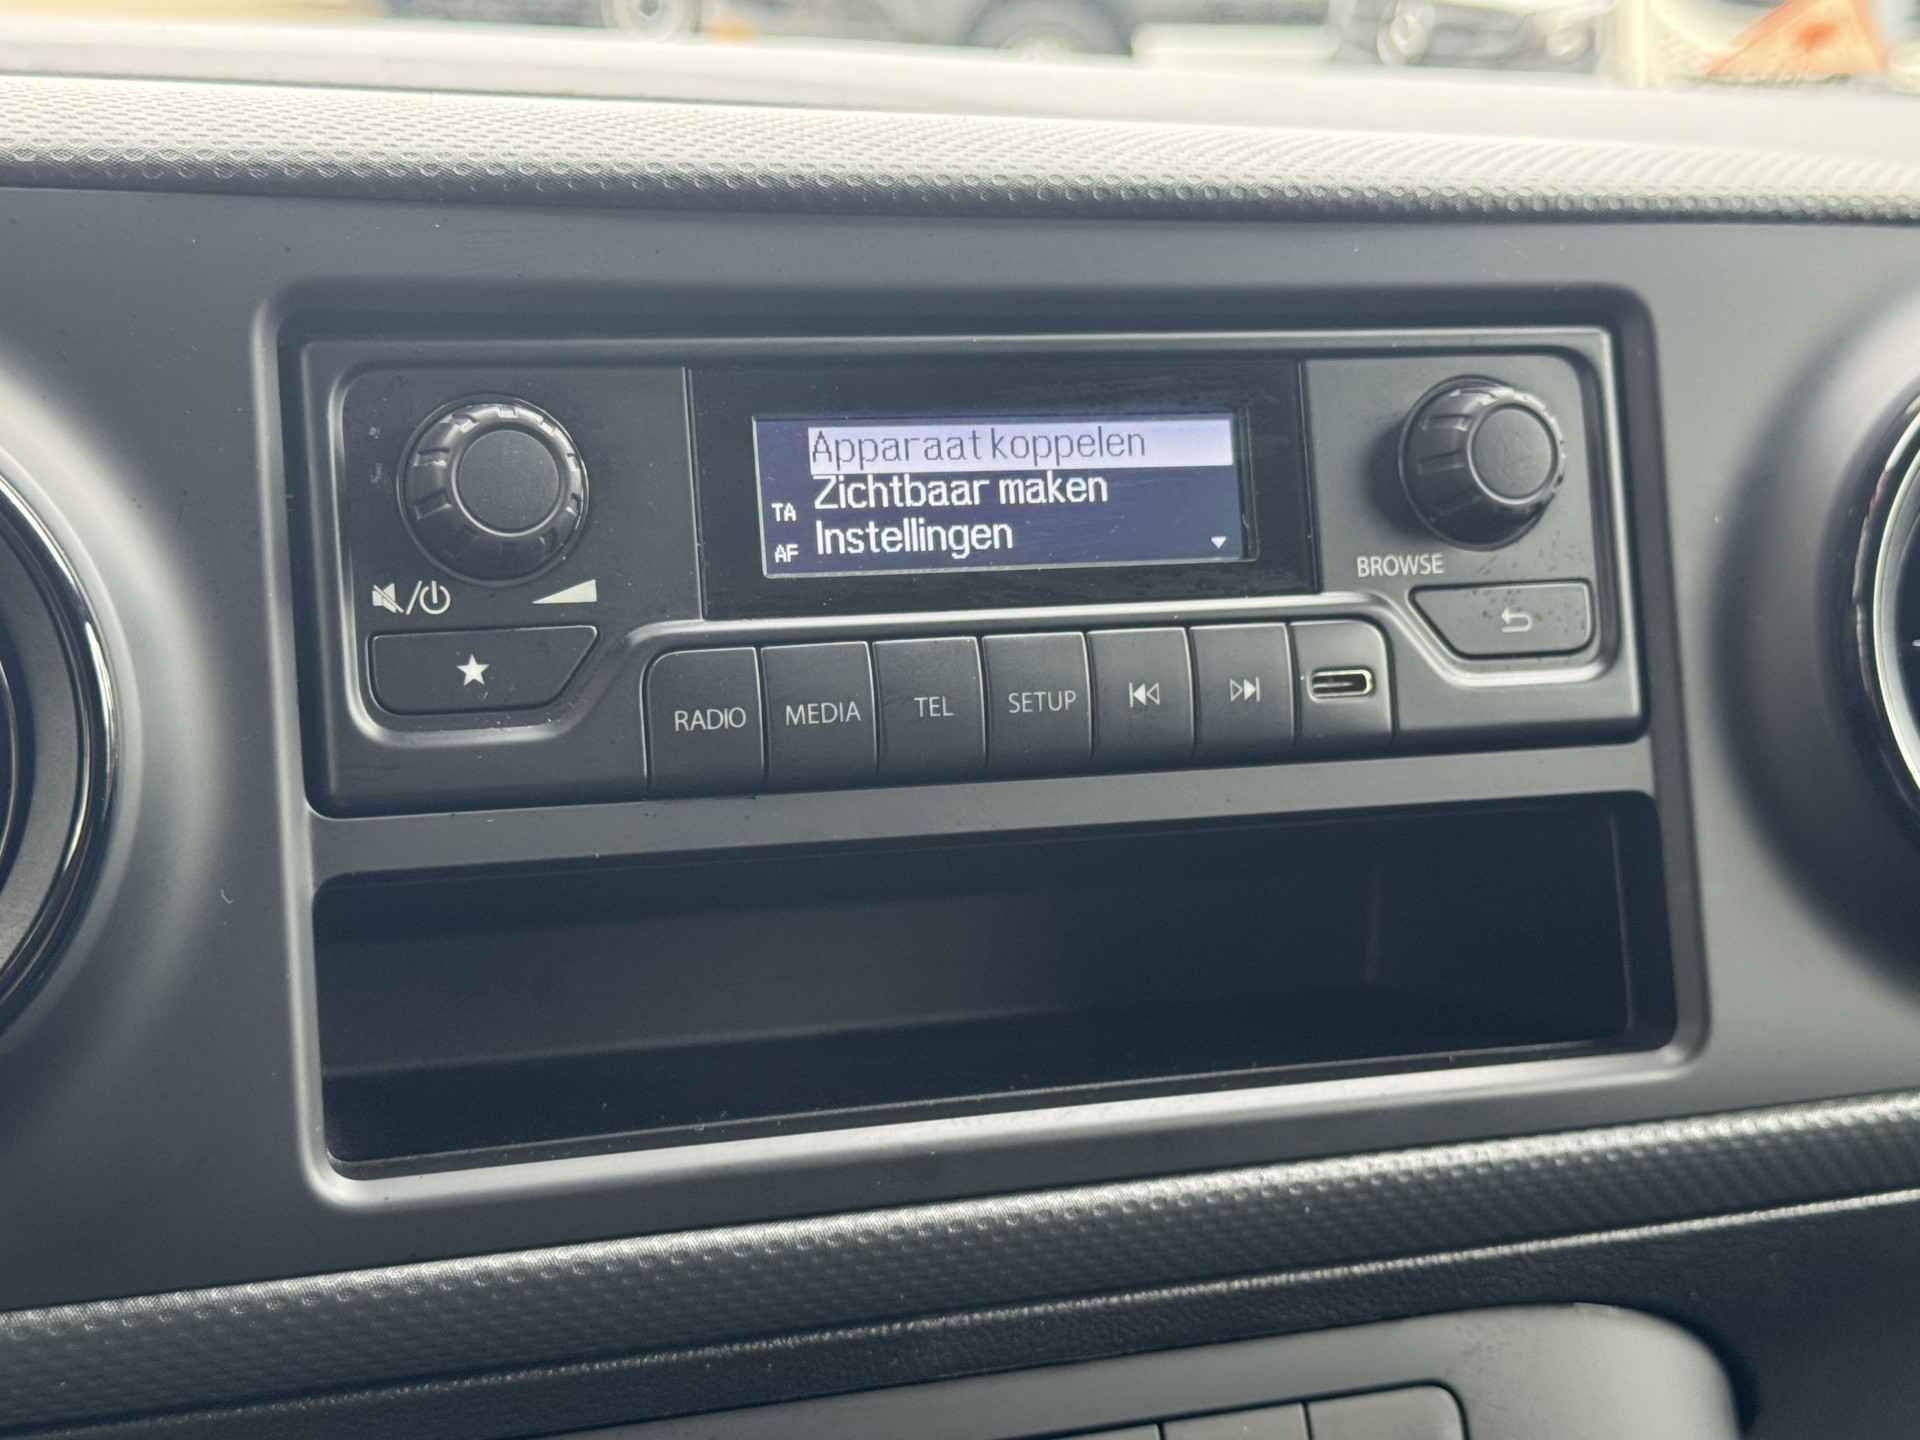 Apparaat koppelen
Zichtbaar maken
TA
Instellingen
AF
BROWSE
RADIO
MEDIA
TEL
SETUP